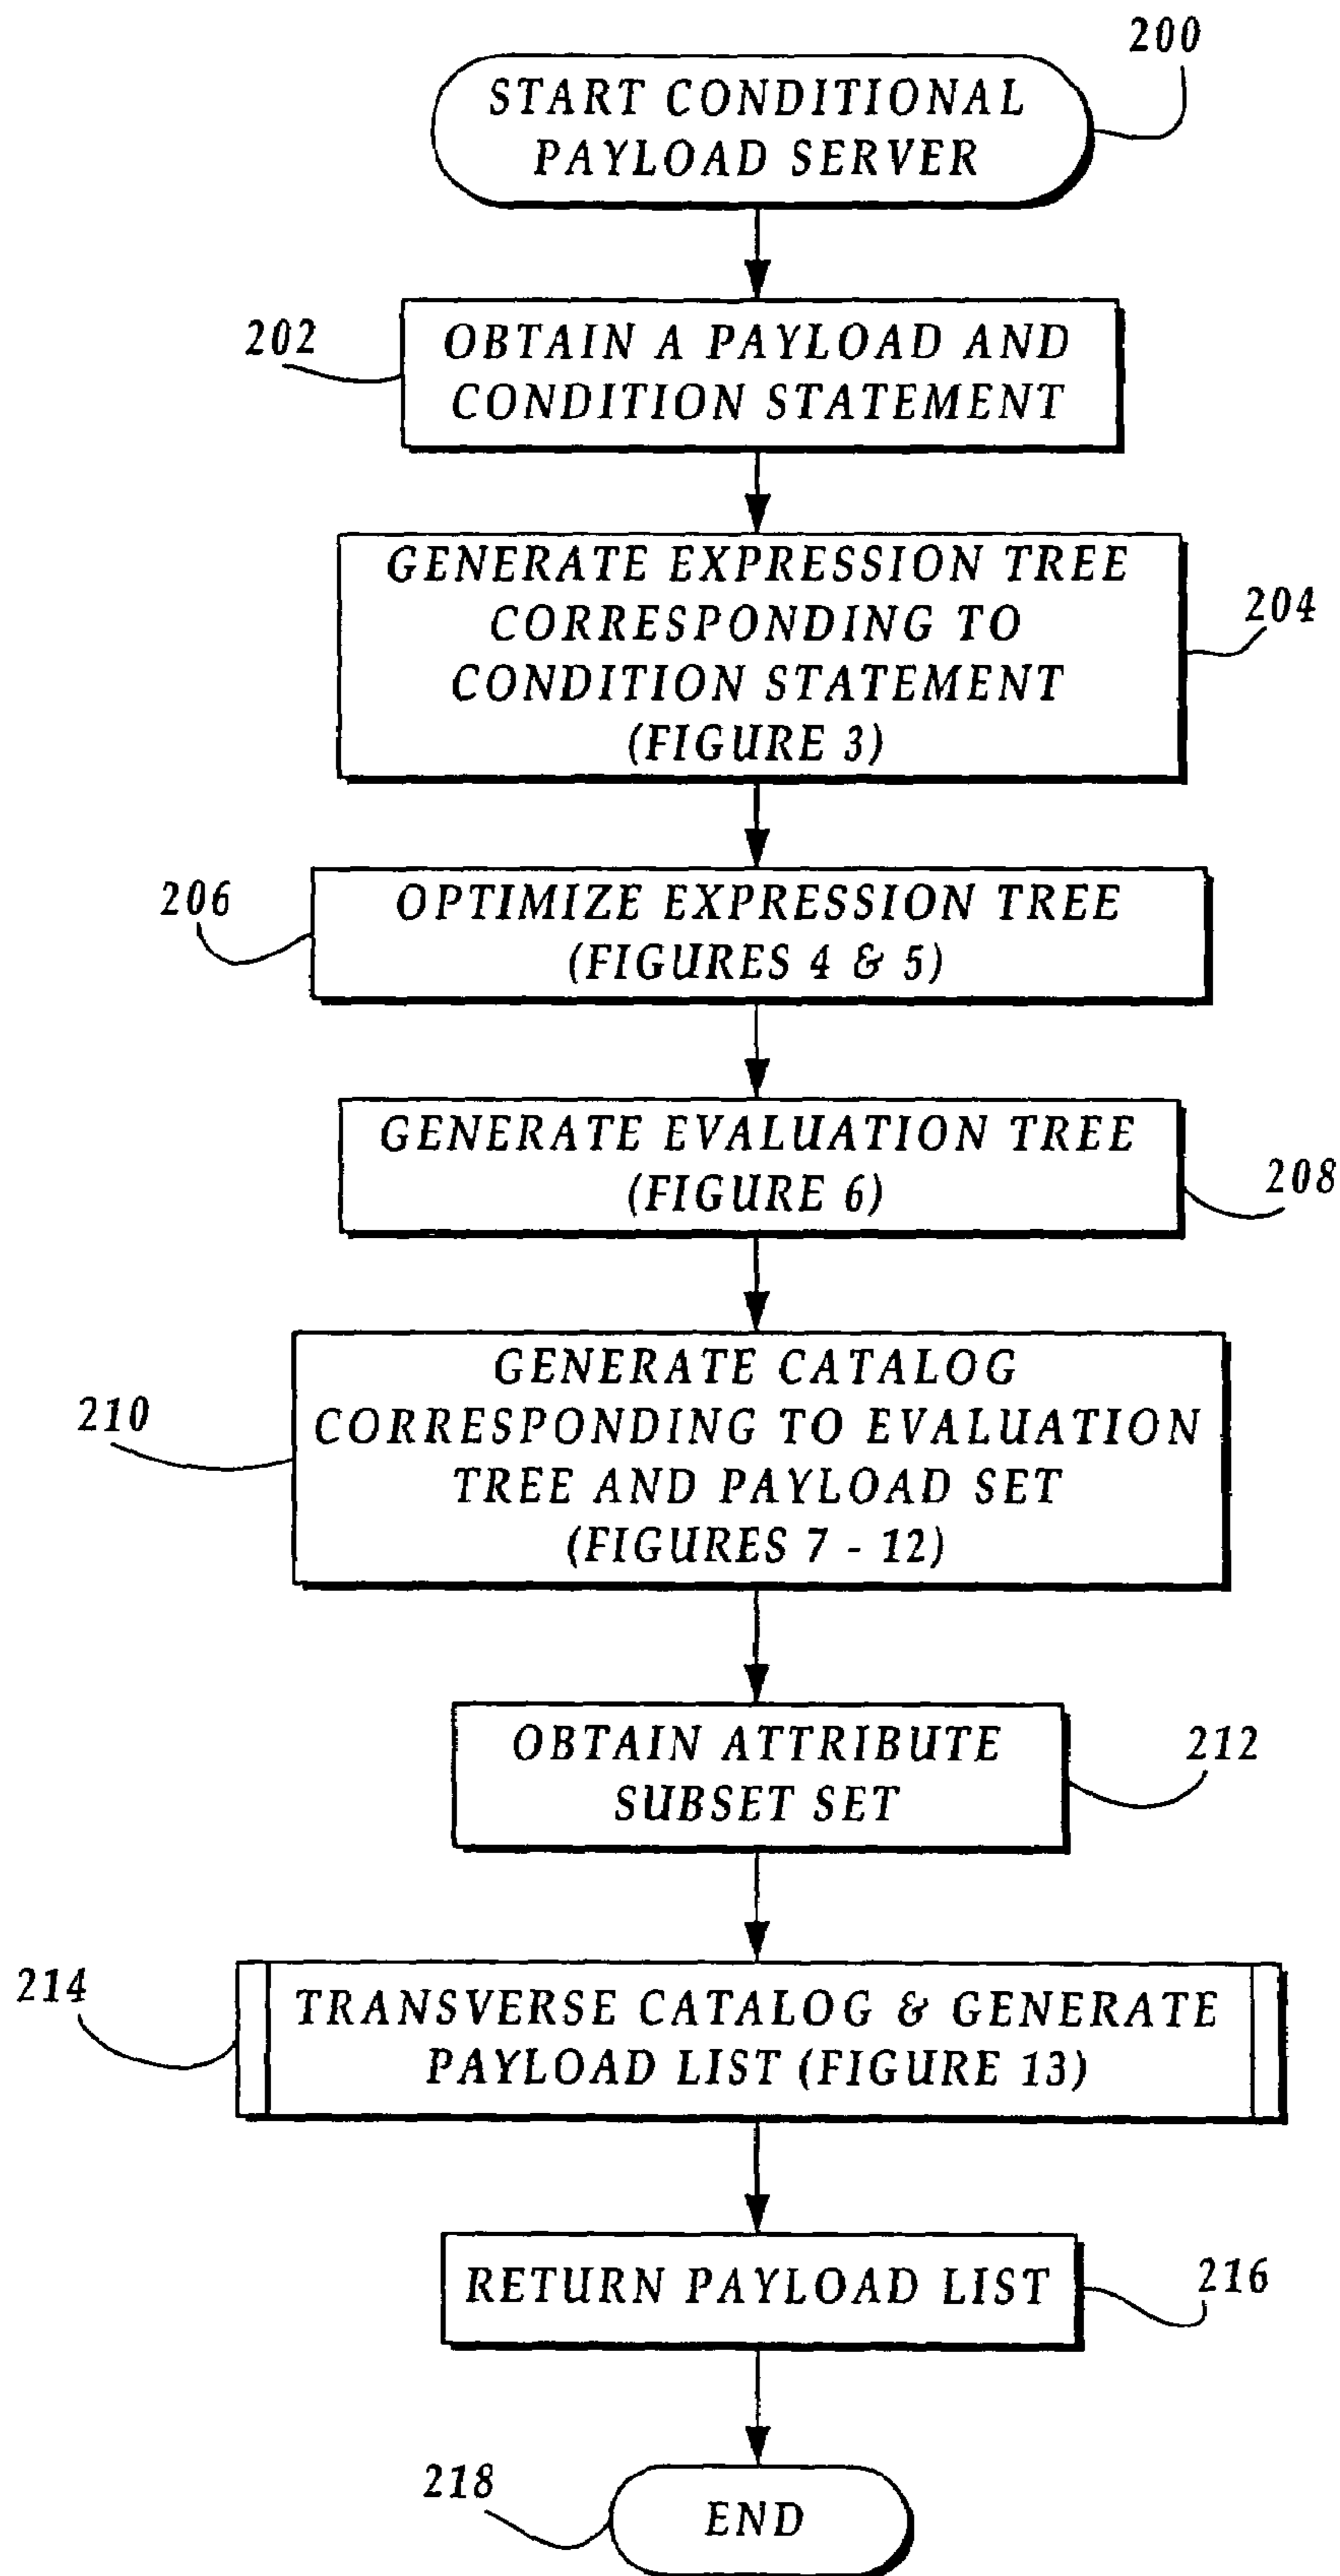 200
START CONDITIONAL
PAYLOAD SERVER
202
OBTAIN A PAYLOAD AND
CONDITION STATEMENT
GENERATE EXPRESSION TREE
CORRESPONDING TO
CONDITION STATEMENT
(FIGURE 3)
204
206
OPTIMIZE EXPRESSION TREE
(FIGURES 4 & 5)
GENERATE EVALUATION TREE
(FIGURE 6)
208
210
GENERATE CATALOG
CORRESPONDING TO EVALUATION
TREE AND PAYLOAD SET
(FIGURES 7 - 12)
OBTAIN ATTRIBUTE
SUBSET SET
212
214
TRANSVERSE CATALOG & GENERATE
PAYLOAD LIST (FIGURE 13)
RETURN PAYLOAD LIST
216
218
END